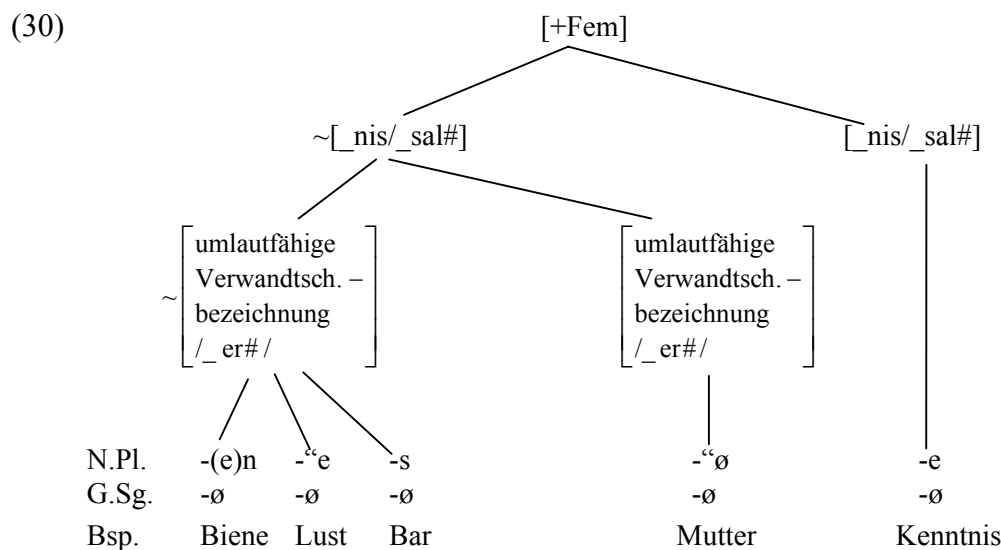 (30) [+Fem]
~[_nis/_sal#] [_nis/_sal#]
umlautfähige umlautfähige
Verwandtsch. – Verwandtsch. –
~ bezeichnung bezeichnung
/_ er# / /_ er# /
N.Pl. -(e)n -“e -s -“ø -e
G.Sg. -ø -ø -ø -ø -ø
Bsp. Biene Lust Bar Mutter Kenntnis